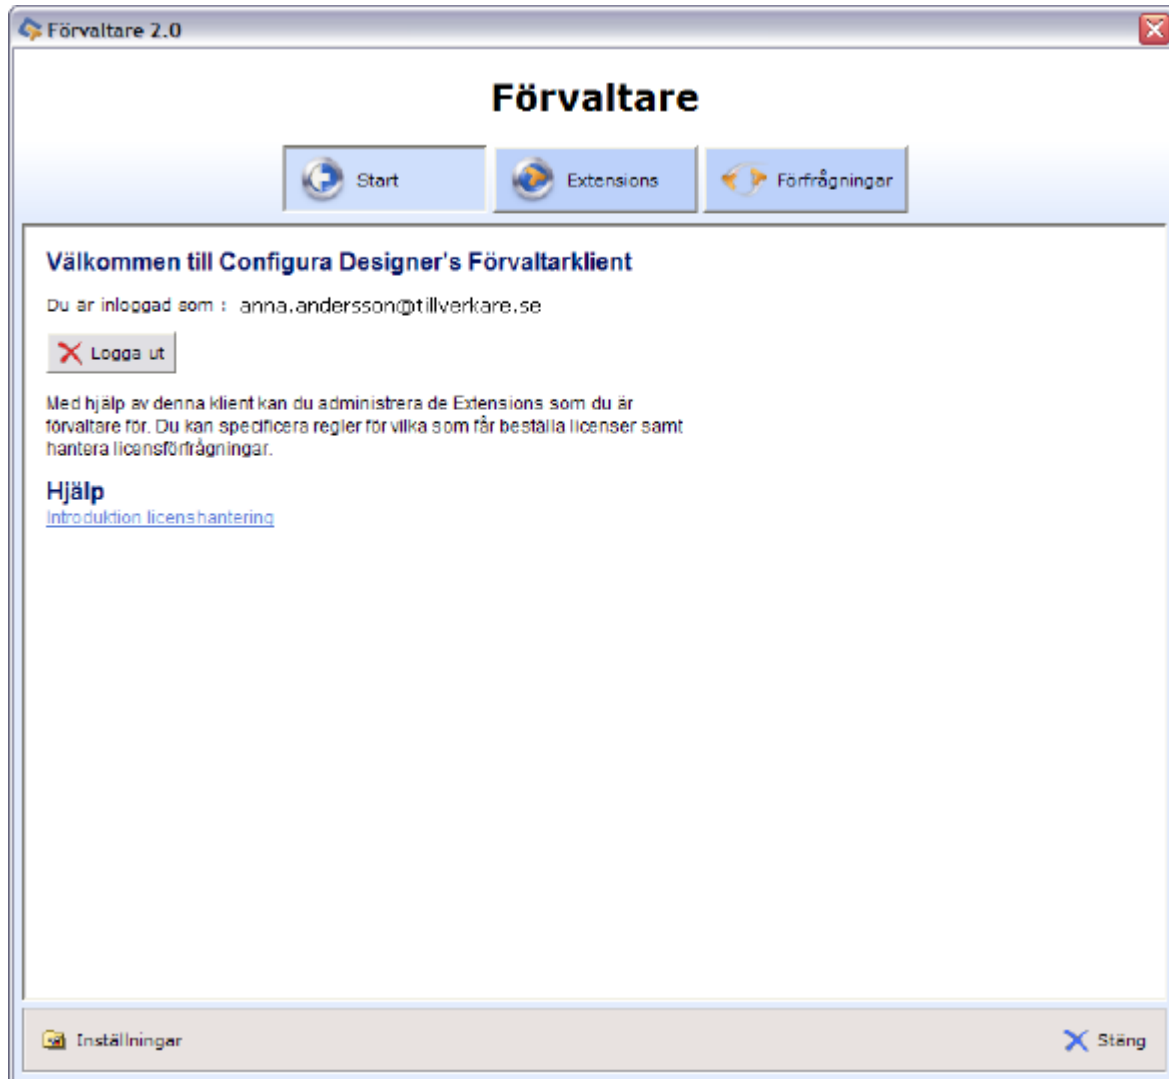 Förvaltare 2.0
Förvaltare
Start
Extensions
Förfrågningar
Välkommen till Configura Designer's Förvaltarklient
Du är inloggad som : anna.andersson@tillverkare.se
Logga ut
Med hjälp av denna klient kan du administrera de Extensions som du är
förvaltare för. Du kan specificera regler för vilka som får beställa licenser samt
hantera licensförfrågningar.
Hjälp
Introduktion licenshantering
Inställningar
Stäng